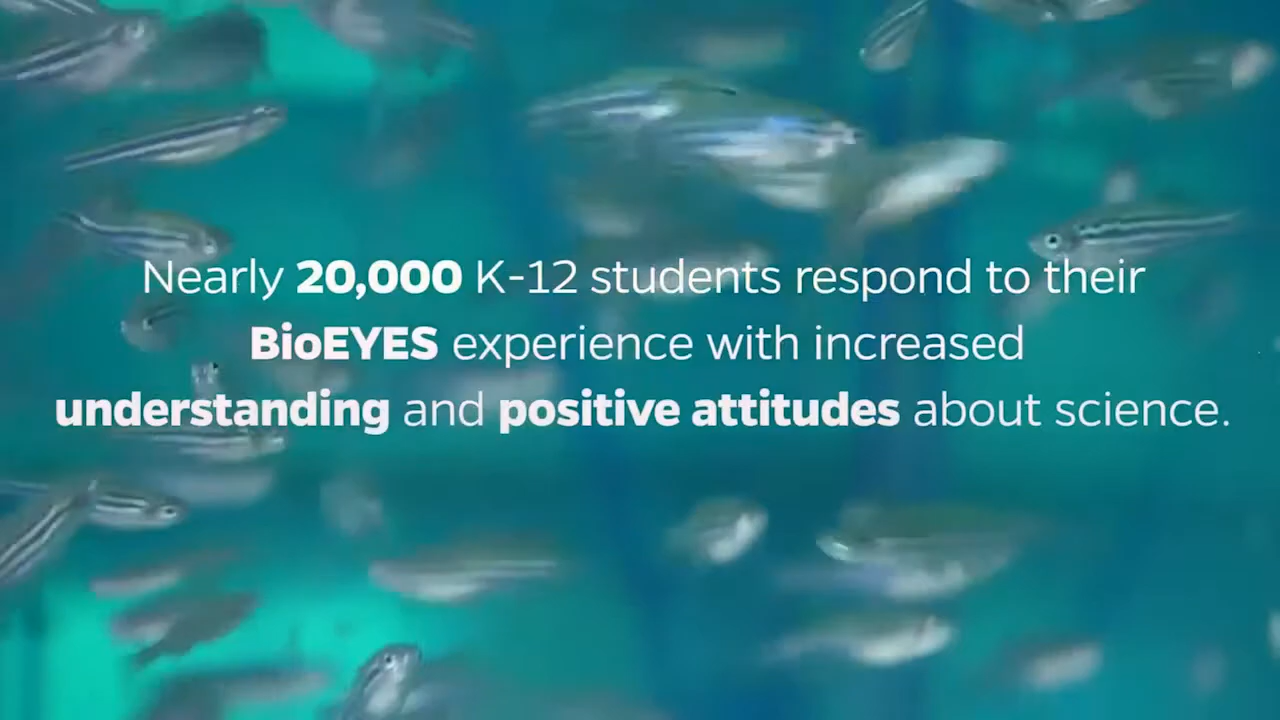 Nearly 20,000 K-12 students respond to their
BioEYES experience with increased
understanding and positive attitudes about science.